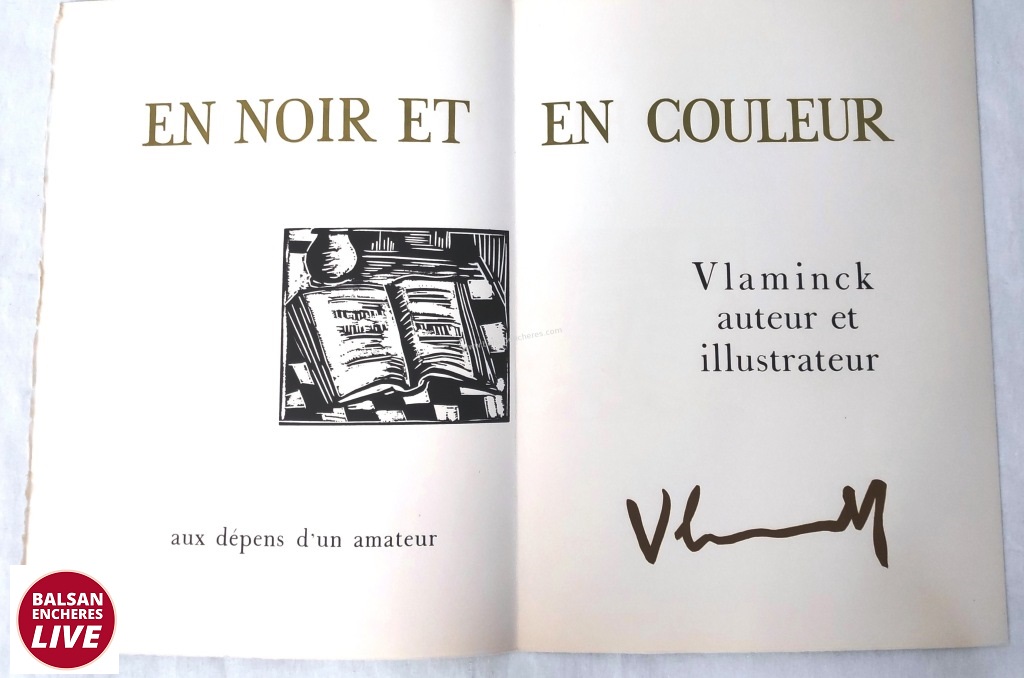 EN NOIR ET EN COULEUR
Vlaminck
auteur et
illustrateur
aux dépens d'un amateur
BALSAN
ENCHERES
LIVE